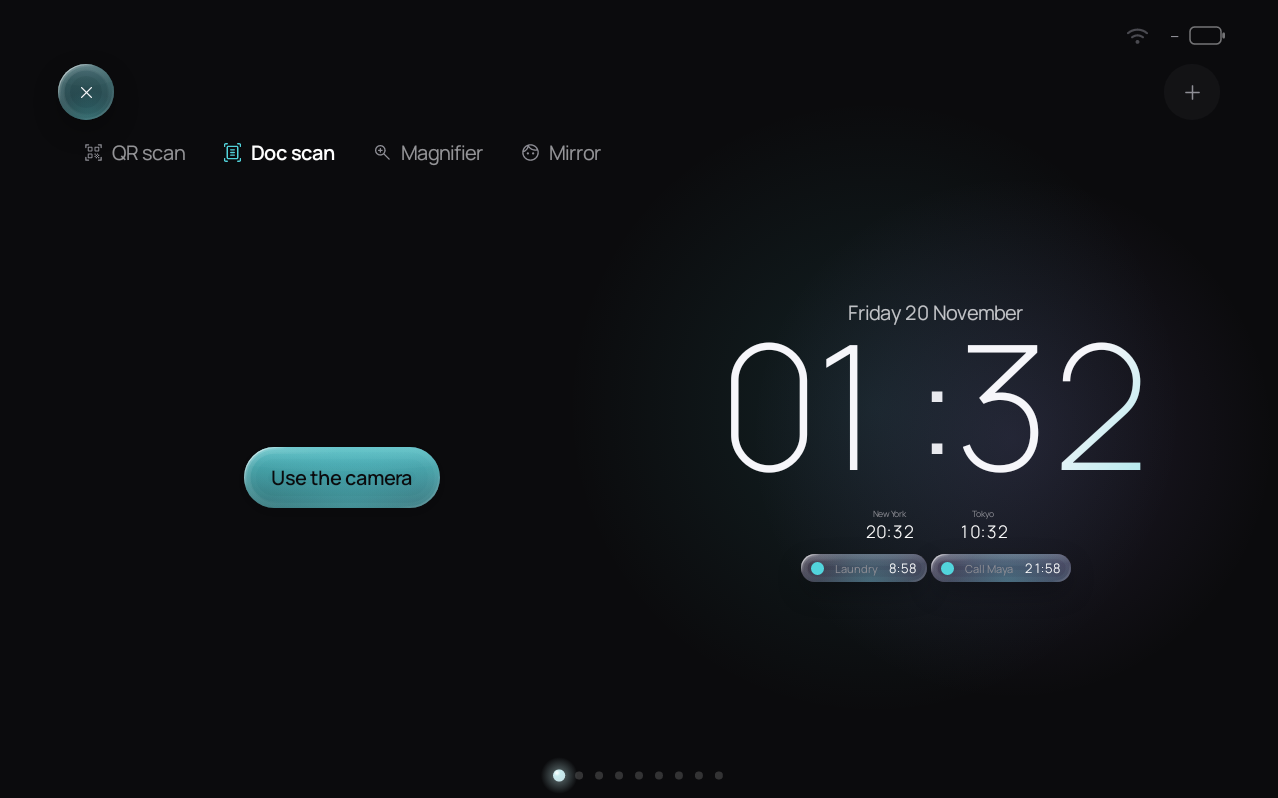 –
QR scan Doc scan Magnifier Mirror
Friday 20 November
01:32
New York Tokyo
20:32 10:32
Laundry 8:58 Call Maya 21:58
Use the camera